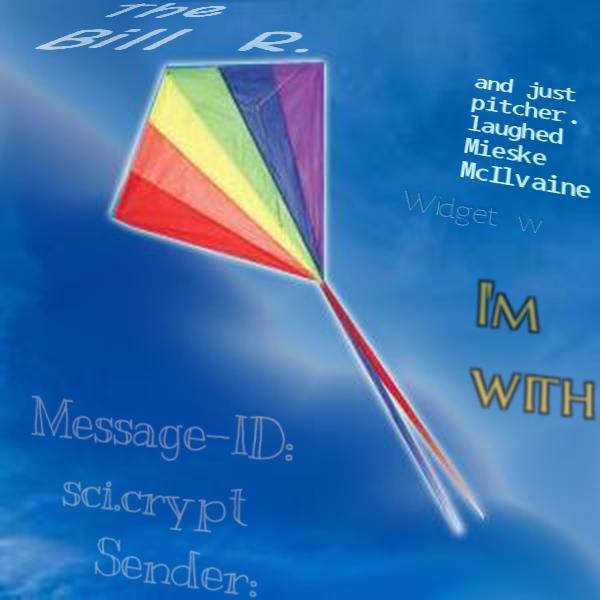 The
Bill R.
and just
pitcher.
laughed
Mieske
McIlvaine
Widget w
I'M
WITH
Message-ID:
sci.crypt
Sender: